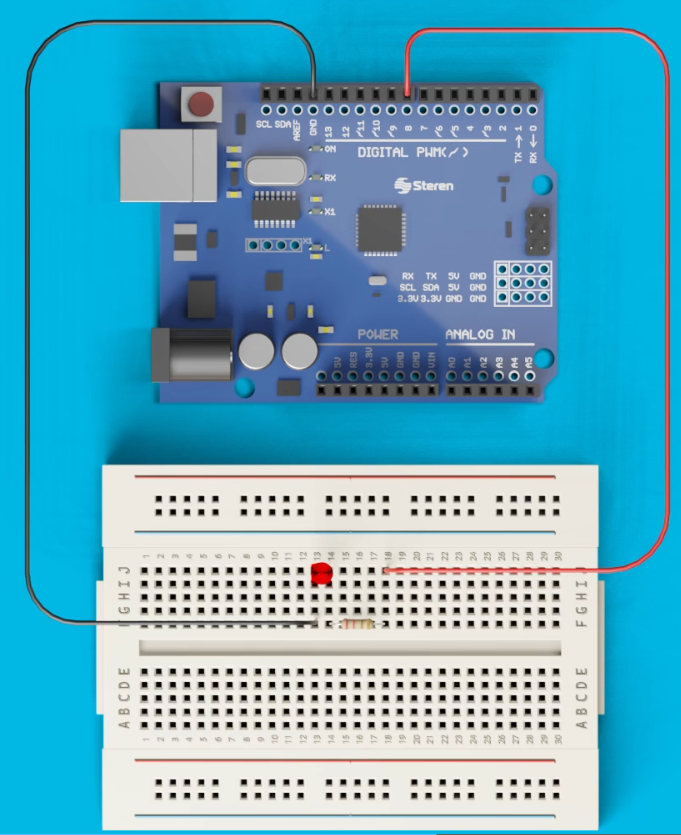 SCL SDA AREF GND 13 12 /11 /10 /9 8 7 /6 /5 4 /3 2 TX → 1 RX ← 0
ON
DIGITAL PWM(/)
RX
Steren
X1
X1
L
RX TX 5V GND
SCL SDA 5V GND
3.3V 3.3V GND GND
POWER ANALOG IN
5V RES 3.3V 5V GND GND VIN A0 A1 A2 A3 A4 A5
1 2 3 4 5 6 7 8 9 10 11 12 13 14 15 16 17 18 19 20 21 22 23 24 25 26 27 28 29 30
F G H I J F G H I J
A B C D E A B C D E
1 2 3 4 5 6 7 8 9 10 11 12 13 14 15 16 17 18 19 20 21 22 23 24 25 26 27 28 29 30